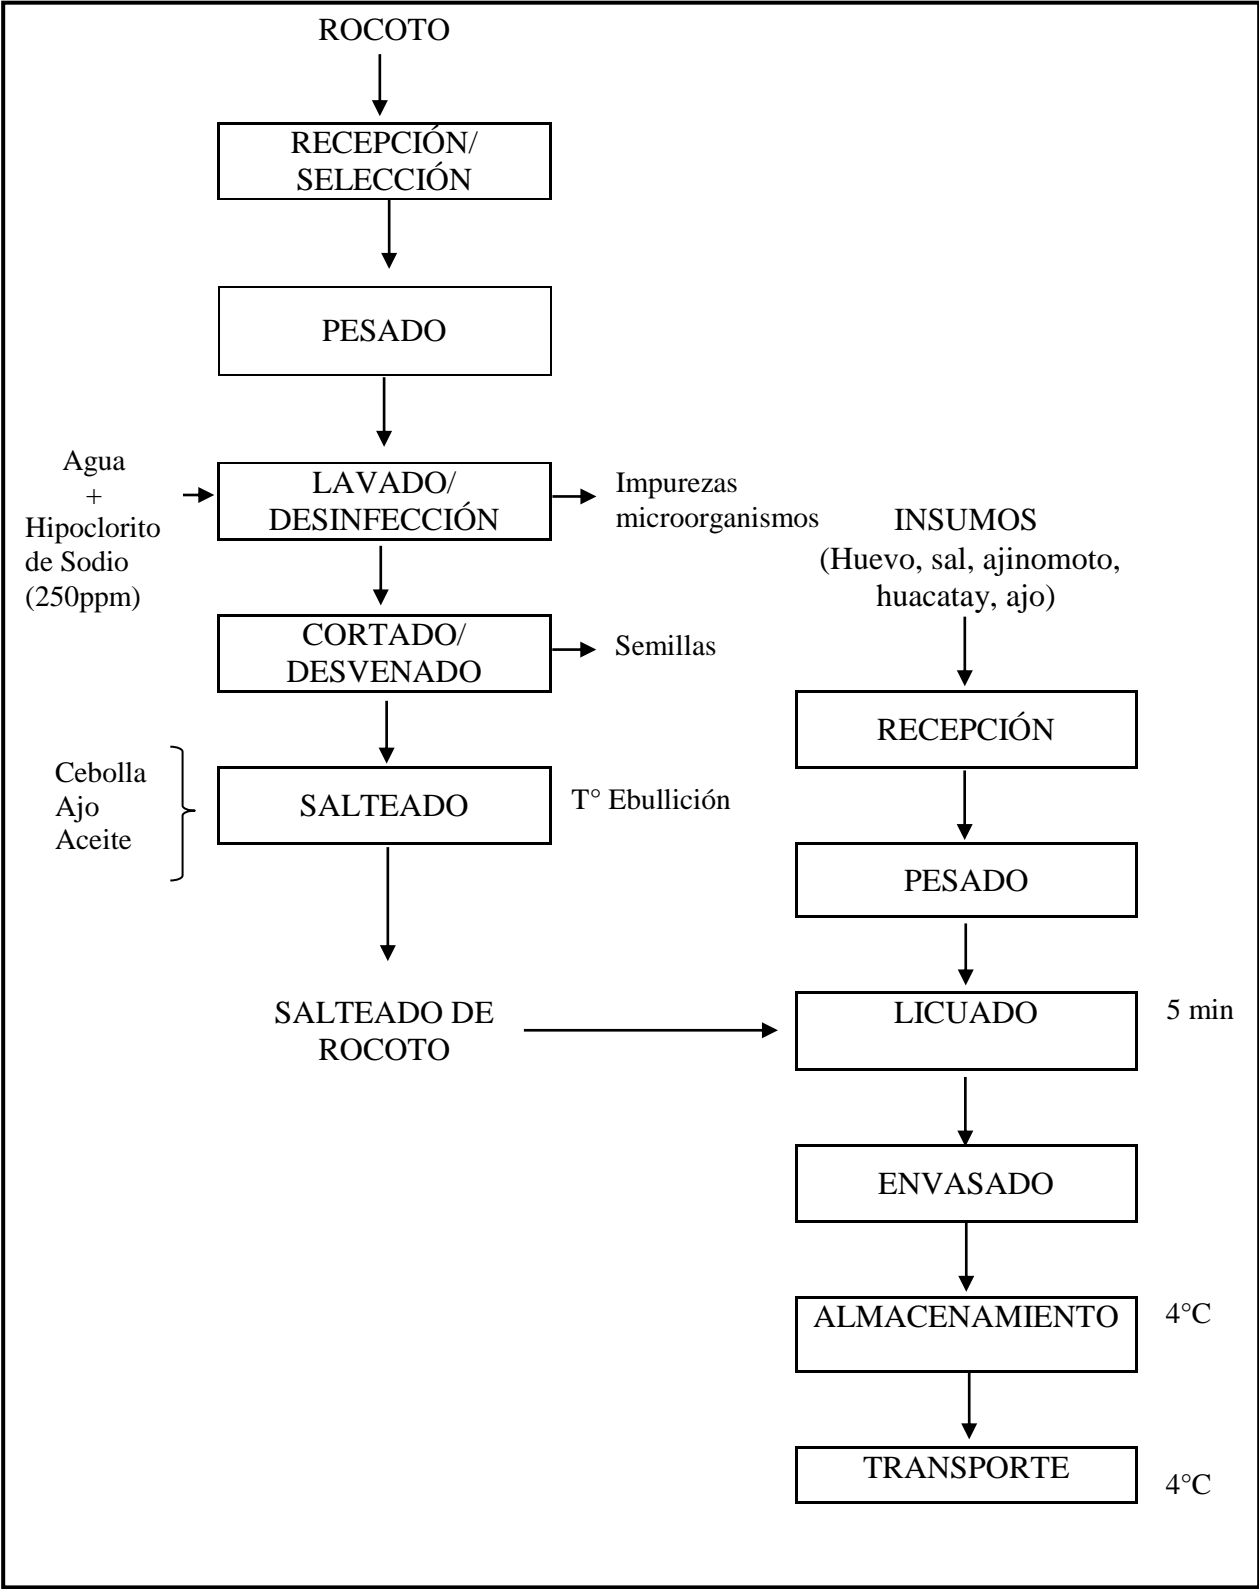 ROCOTO
RECEPCIÓN/
SELECCIÓN
PESADO
Agua
+
Hipoclorito
de Sodio
(250ppm)
LAVADO/
DESINFECCIÓN
Impurezas
microorganismos
CORTADO/
DESVENADO
Semillas
Cebolla
Ajo
Aceite
SALTEADO
T° Ebullición
SALTEADO DE
ROCOTO
INSUMOS
(Huevo, sal, ajinomoto,
huacatay, ajo)
RECEPCIÓN
PESADO
LICUADO
5 min
ENVASADO
ALMACENAMIENTO
4°C
TRANSPORTE
4°C